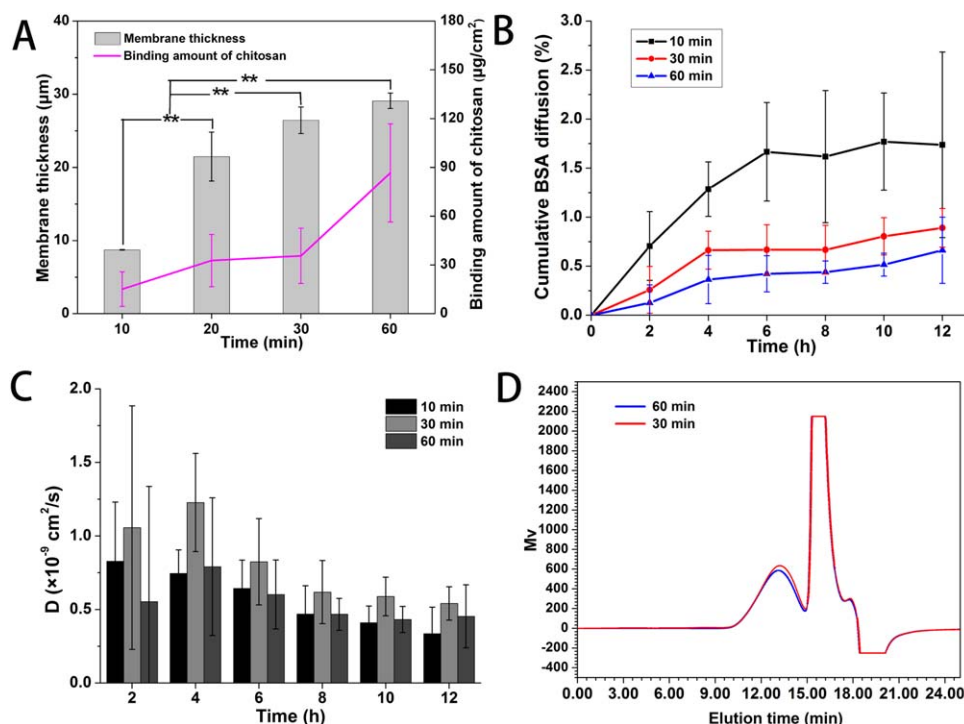 A
40
30
20
10
0
Membrane thickness (μm)
Membrane thickness
Binding amount of chitosan
**
**
**
180
150
120
90
60
30
0
Binding amount of chitosan (μg/cm²)
10 20 30 60
Time (min)
B
3.0
2.5
2.0
1.5
1.0
0.5
0.0
Cumulative BSA diffusion (%)
10 min
30 min
60 min
0 2 4 6 8 10 12
Time (h)
C
2.0
1.5
1.0
0.5
0.0
D (×10⁻⁹ cm²/s)
10 min
30 min
60 min
2 4 6 8 10 12
Time (h)
D
2400
2200
2000
1800
1600
1400
1200
1000
800
600
400
200
0
-200
-400
Mv
60 min
30 min
0.00 3.00 6.00 9.00 12.00 15.00 18.00 21.00 24.00
Elution time (min)